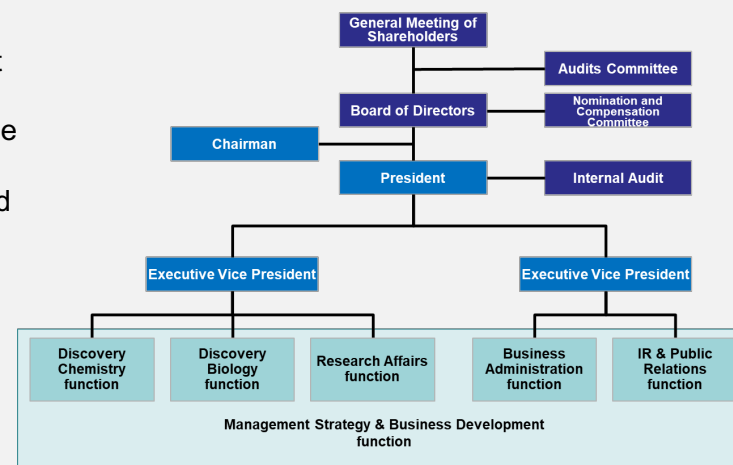 General Meeting of
Shareholders
Audits Committee
Board of Directors
Nomination and
Compensation
Committee
Chairman
President
Internal Audit
Executive Vice President
Executive Vice President
Discovery
Chemistry
function
Discovery
Biology
function
Research Affairs
function
Business
Administration
function
IR & Public
Relations
function
Management Strategy & Business Development
function